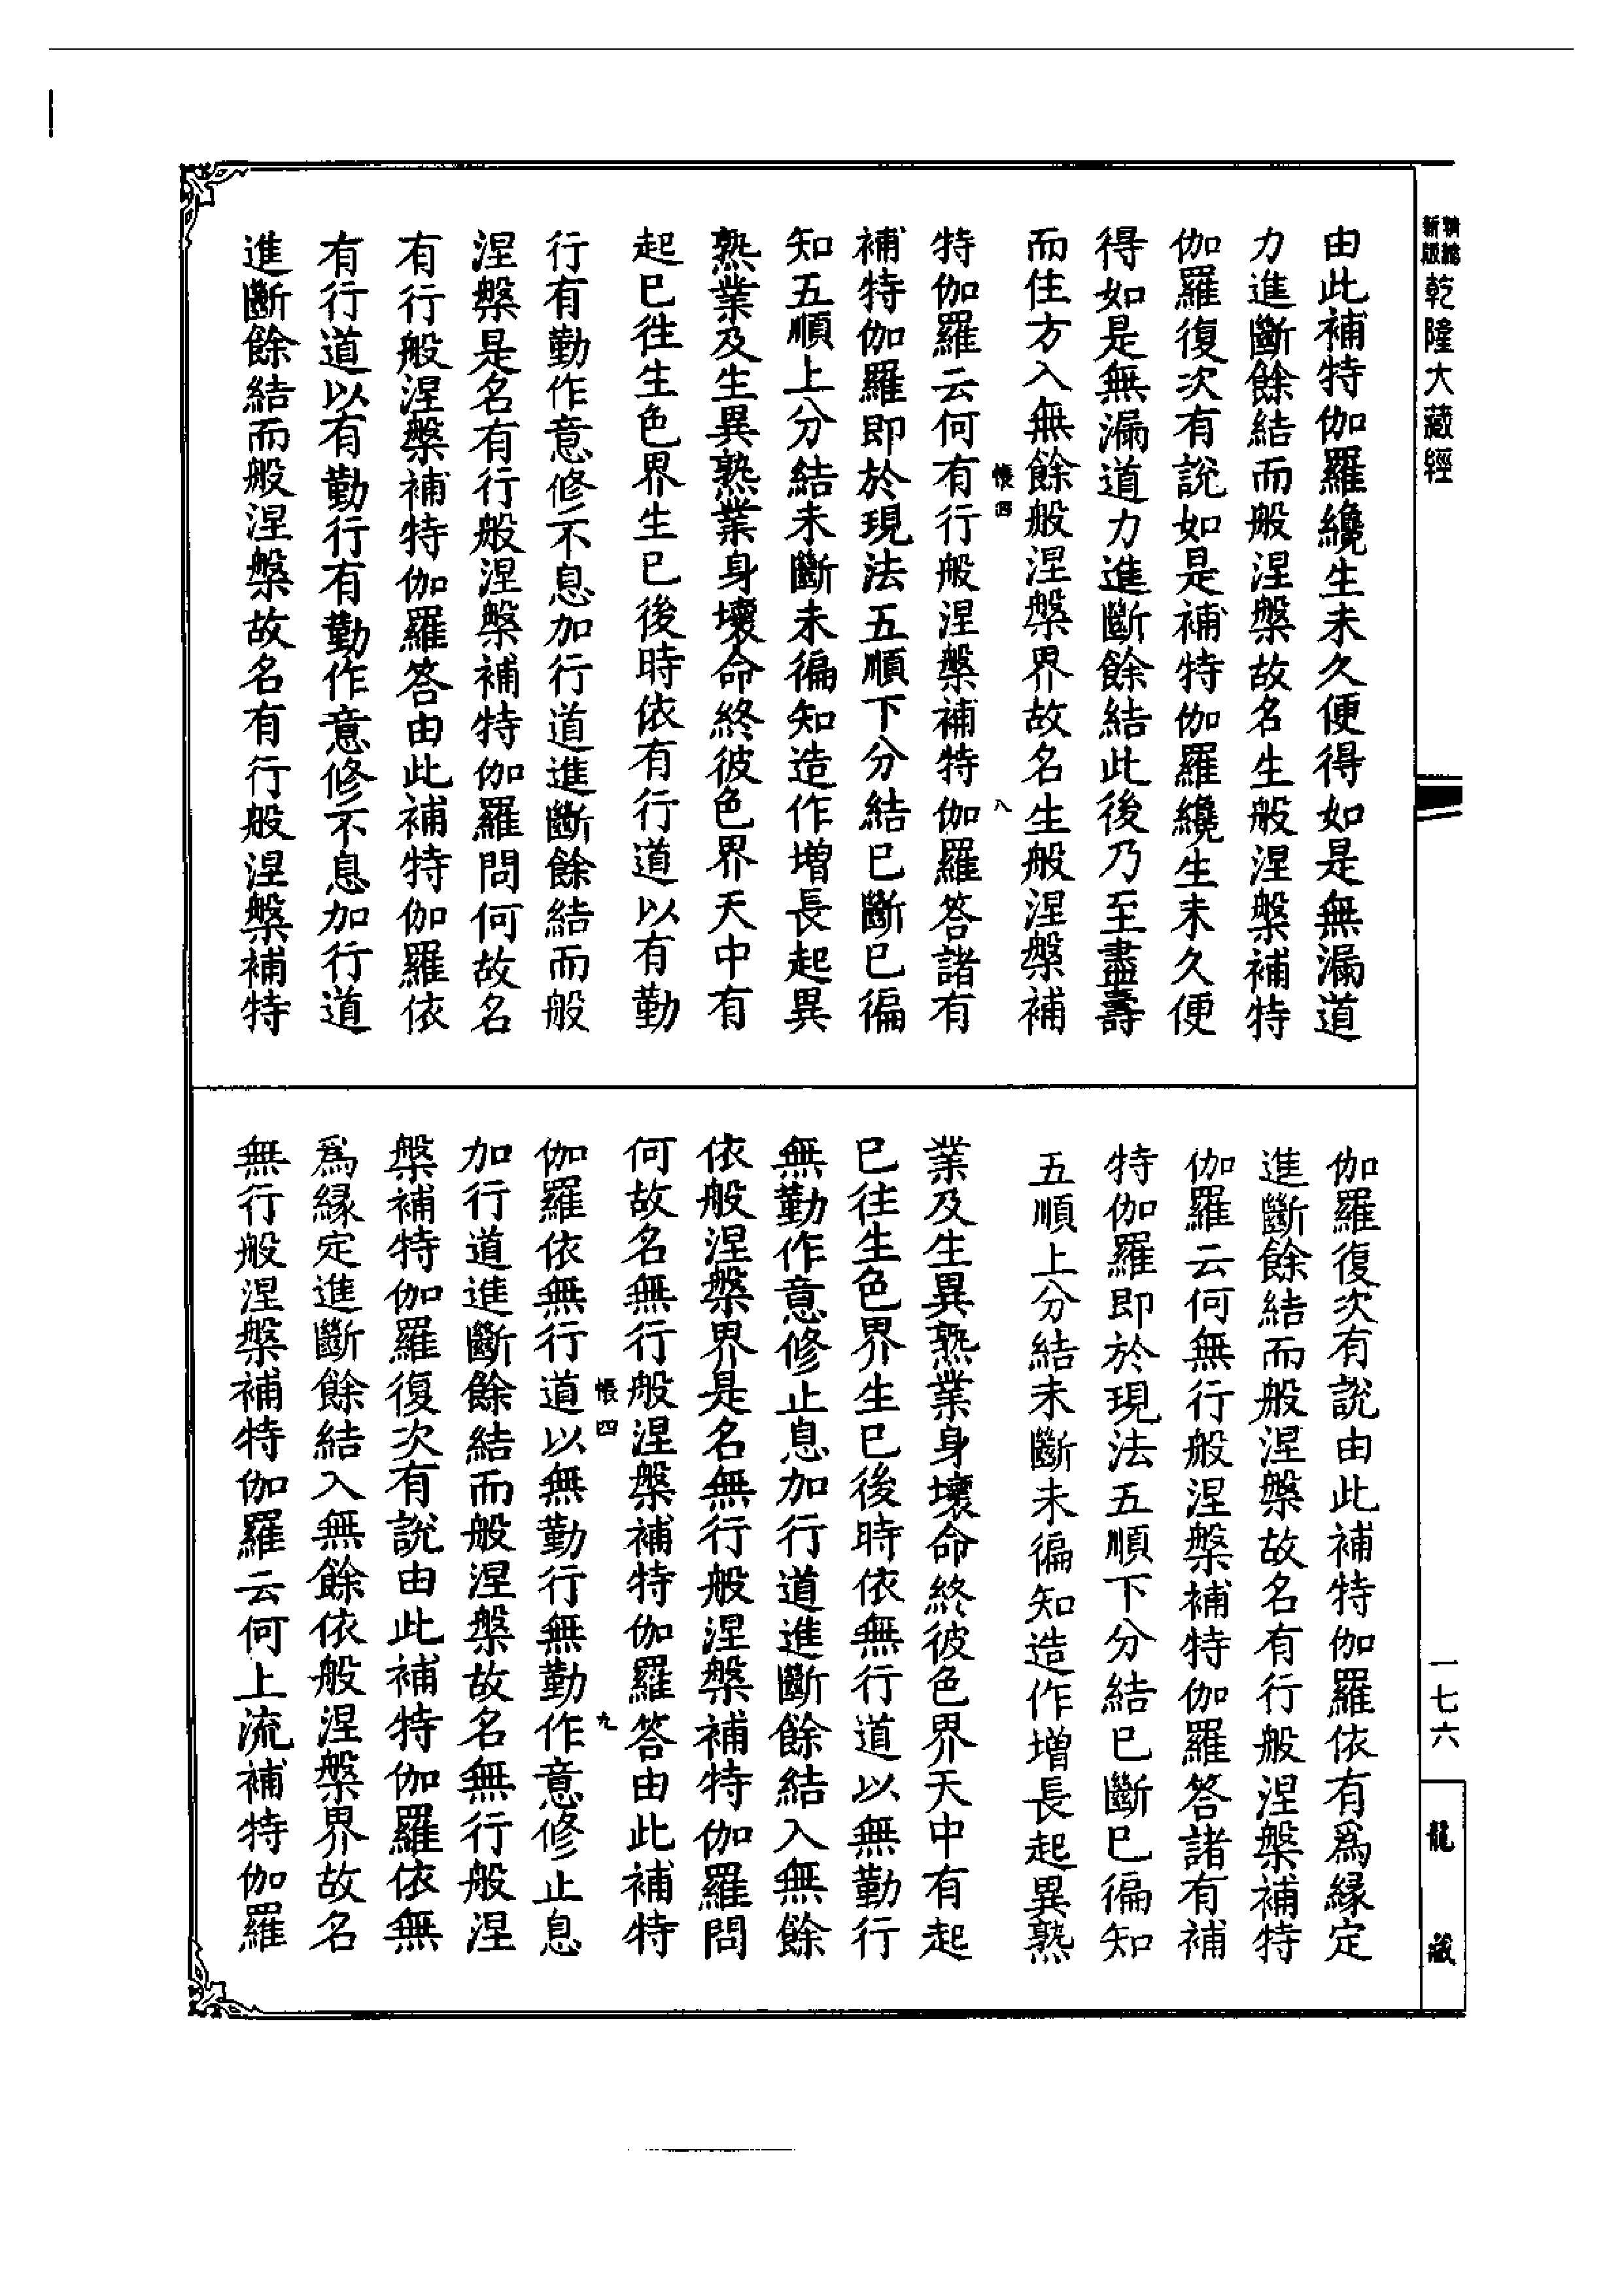 新版精縮乾隆大藏經
由此補特伽羅纔生未久便得如是無漏道
力進斷餘結而般涅槃故名生般涅槃補特
伽羅復次有說如是補特伽羅纔生未久便
得如是無漏道力進斷餘結此後乃至盡壽
而住方入無餘般涅槃界故名生般涅槃補
帳四 八
特伽羅云何有行般涅槃補特伽羅答諸有
補特伽羅即於現法五順下分結已斷已徧
知五順上分結未斷未徧知造作增長起異
熟業及生異熟業身壞命終彼色界天中有
起已往生色界生已後時依有行道以有勤
行有勤作意修不息加行道進斷餘結而般
涅槃是名有行般涅槃補特伽羅問何故名
有行般涅槃補特伽羅答由此補特伽羅依
有行道以有勤行有勤作意修不息加行道
進斷餘結而般涅槃故名有行般涅槃補特
伽羅復次有說由此補特伽羅依有爲緣定
進斷餘結而般涅槃故名有行般涅槃補特
伽羅云何無行般涅槃補特伽羅答諸有補
特伽羅即於現法五順下分結已斷已徧知
五順上分結未斷未徧知造作增長起異熟
業及生異熟業身壞命終彼色界天中有起
已往生色界生已後時依無行道以無勤行
無勤作意修止息加行道進斷餘結入無餘
依般涅槃界是名無行般涅槃補特伽羅問
何故名無行般涅槃補特伽羅答由此補特
帳四 九
伽羅依無行道以無勤行無勤作意修止息
加行道進斷餘結而般涅槃故名無行般涅
槃補特伽羅復次有說由此補特伽羅依無
爲緣定進斷餘結入無餘依般涅槃界故名
無行般涅槃補特伽羅云何上流補特伽羅
一七六
龍藏